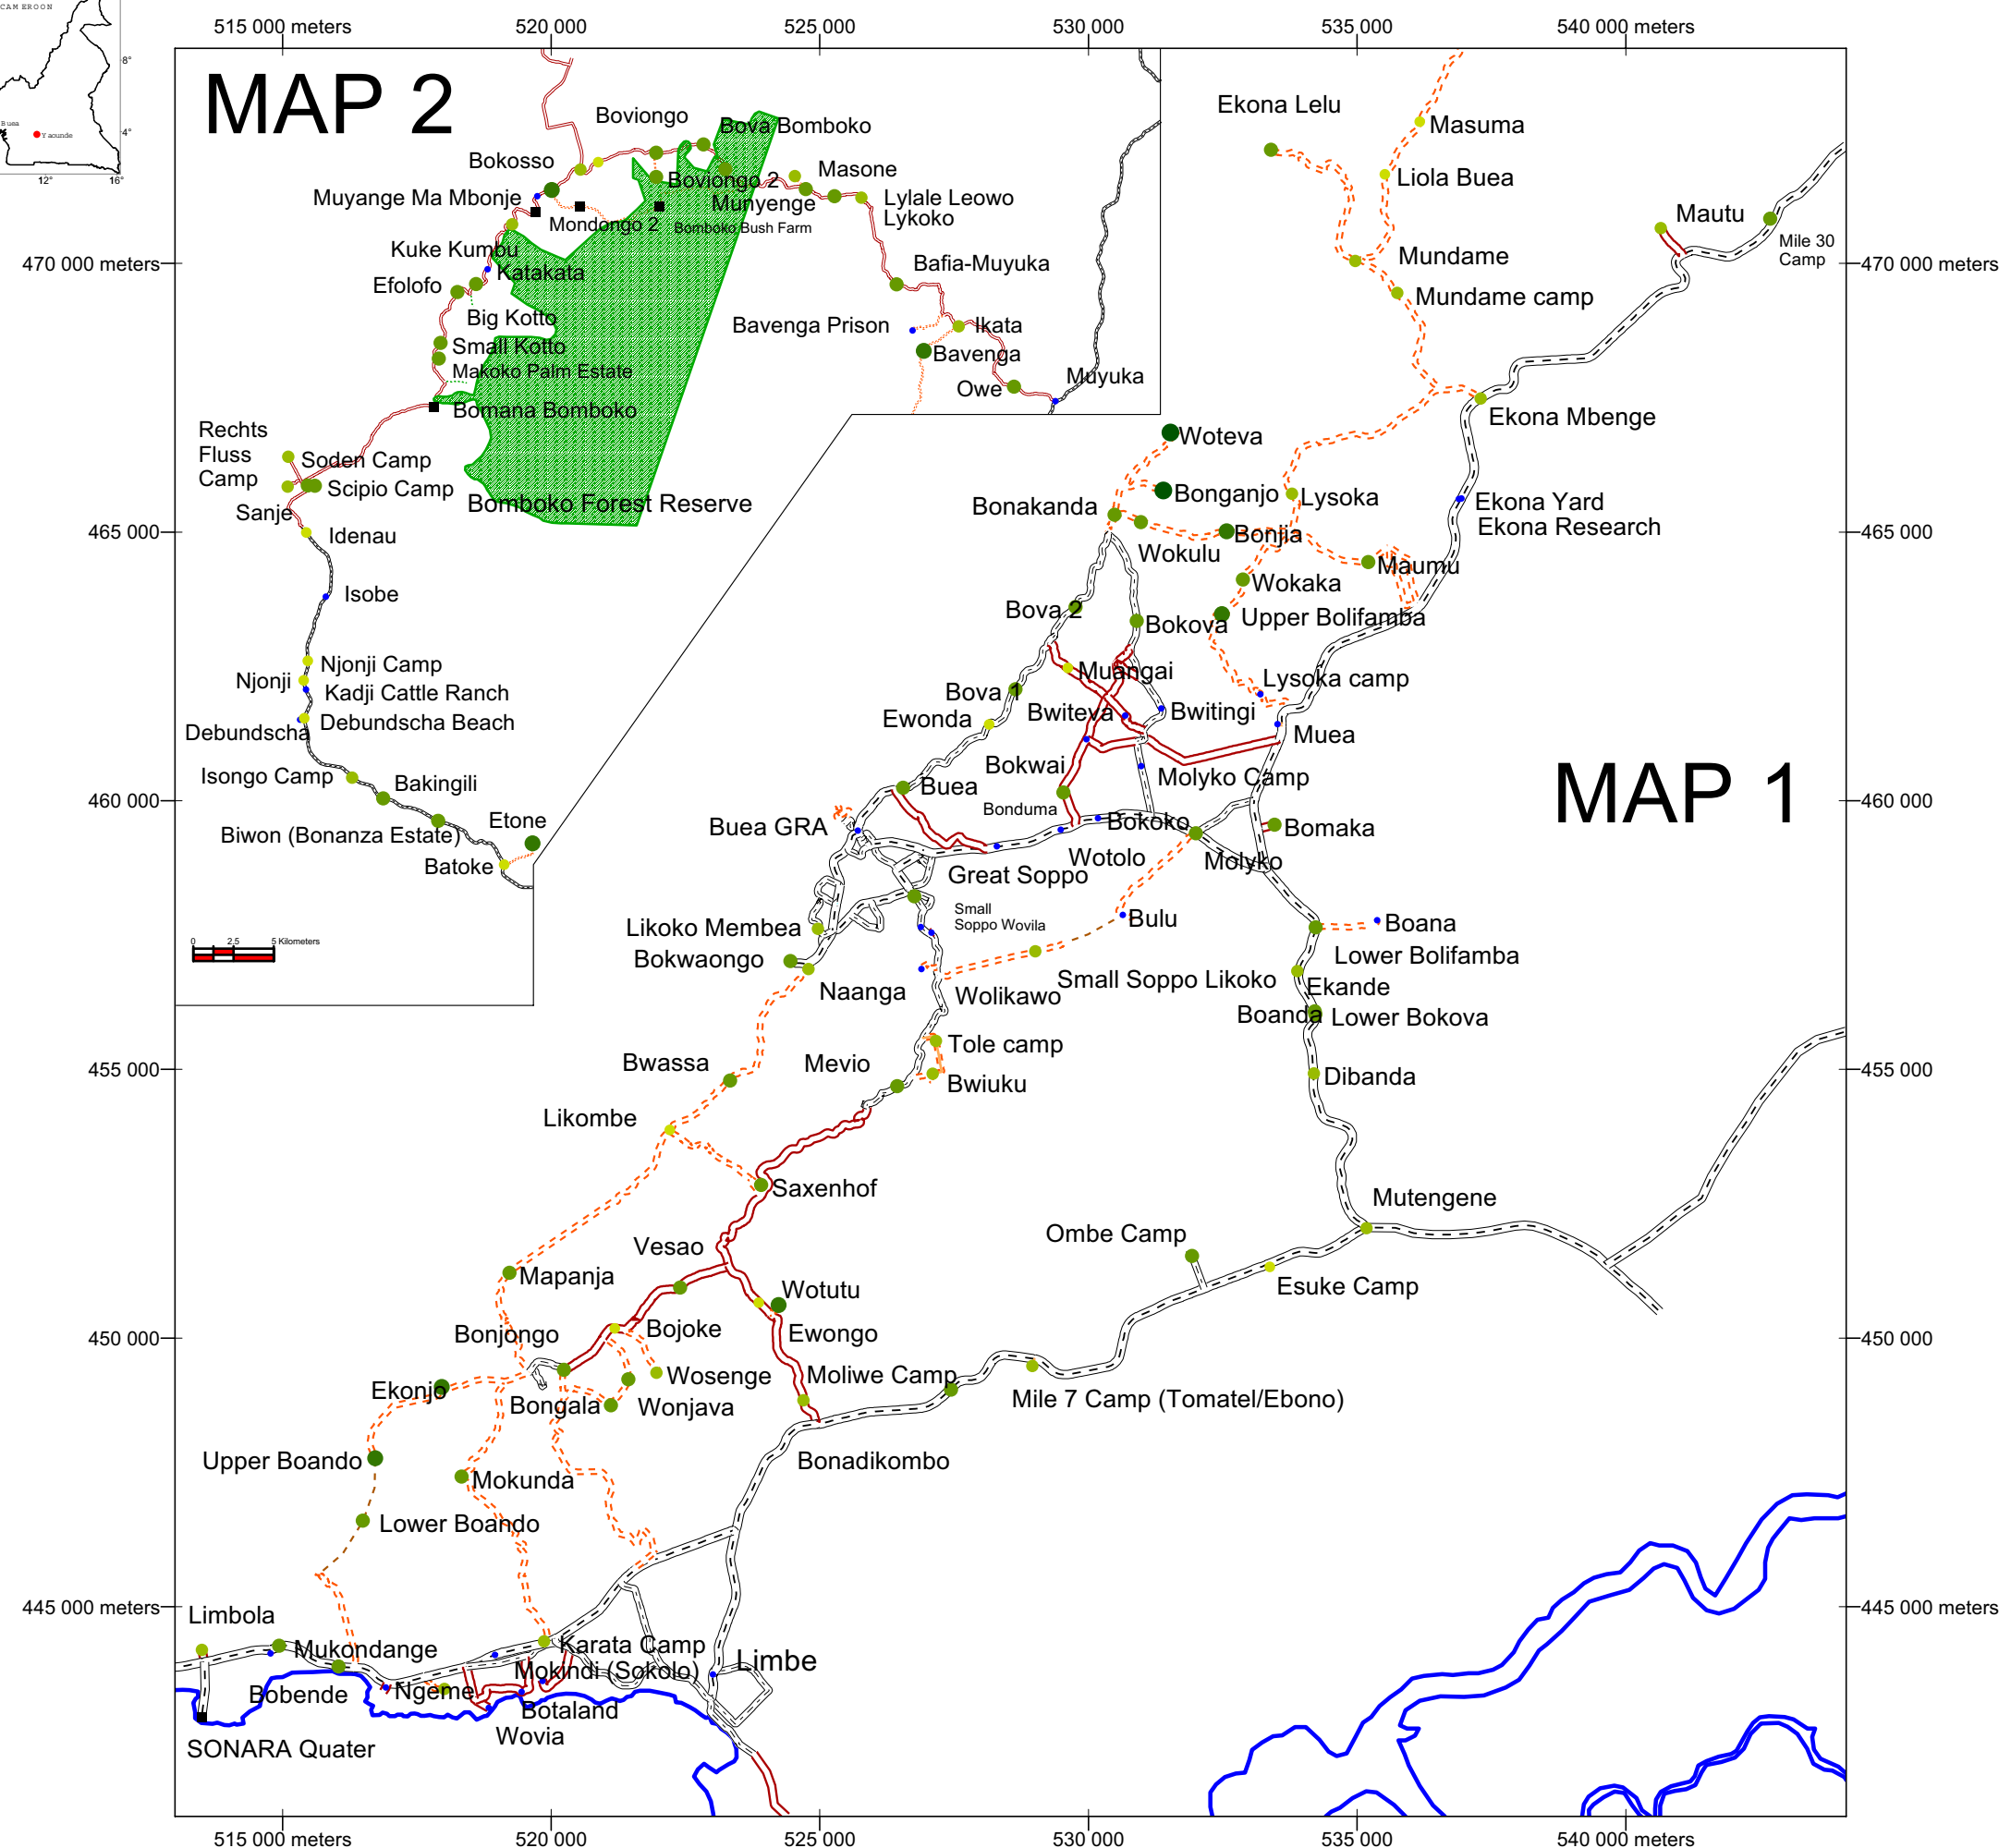 CAMEROON
8°
4°
Buea
Yaounde
12°
16°
515 000 meters
520 000
525 000
530 000
535 000
540 000 meters
MAP 2
Boviongo
Bova Bomboko
Bokosso
Masone
Boviongo 2
Muyange Ma Mbonje
Munyenge
Lylale Leowo
Lykoko
Mondongo 2
Bomboko Bush Farm
Kuke Kumbu
Katakata
Efolofo
Bafia-Muyuka
Big Kotto
Bavenga Prison
Ikata
Small Kotto
Bavenga
Makoko Palm Estate
Owe
Muyuka
Bomana Bomboko
Rechts
Fluss
Camp
Soden Camp
Scipio Camp
Sanje
Bomboko Forest Reserve
Idenau
Isobe
Njonji Camp
Njonji
Kadji Cattle Ranch
Debundscha Beach
Debundscha
Isongo Camp
Bakingili
Biwon (Bonanza Estate)
Etone
Batoke
0
2.5
5 Kilometers
Ekona Lelu
Masuma
Liola Buea
Mautu
Mile 30
Camp
Mundame
Mundame camp
Ekona Mbenge
Woteva
Bonakanda
Bonganjo
Lysoka
Ekona Yard
Ekona Research
Bonjia
Wokulu
Maumu
Wokaka
Bova 2
Bokova
Upper Bolifamba
Muangai
Lysoka camp
Bova 1
Ewonda
Bwiteva
Bwitingi
Muea
Bokwai
Molyko Camp
MAP 1
Buea
Bonduma
Buea GRA
Bokoko
Bomaka
Wotolo
Molyko
Great Soppo
Small
Soppo Wovila
Bulu
Boana
Likoko Membea
Bokwaongo
Lower Bolifamba
Small Soppo Likoko
Naanga
Wolikawo
Ekande
Boanda
Lower Bokova
Tole camp
Bwassa
Mevio
Bwiuku
Dibanda
Likombe
Saxenhof
Mutengene
Ombe Camp
Vesao
Mapanja
Wotutu
Esuke Camp
Bonjongo
Bojoke
Ewongo
Wosenge
Moliwe Camp
Ekonjo
Bongala
Wonjava
Mile 7 Camp (Tomatel/Ebono)
Upper Boando
Bonadikombo
Mokunda
Lower Boando
Limbola
Mukondange
Karata Camp
Limbe
Mokindi (Sokolo)
Bobende
Ngeme
Botaland
Wovia
SONARA Quater
470 000 meters
465 000
460 000
455 000
450 000
445 000 meters
470 000 meters
465 000
460 000
455 000
450 000
445 000 meters
515 000 meters
520 000
525 000
530 000
535 000
540 000 meters